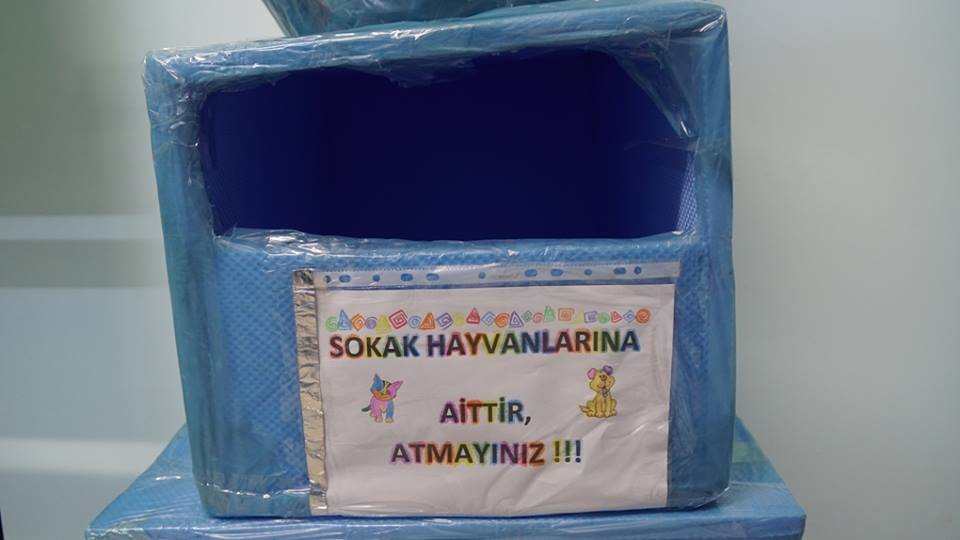 SOKAK HAYVANLARINA
AİTTİR,
ATMAYINIZ !!!